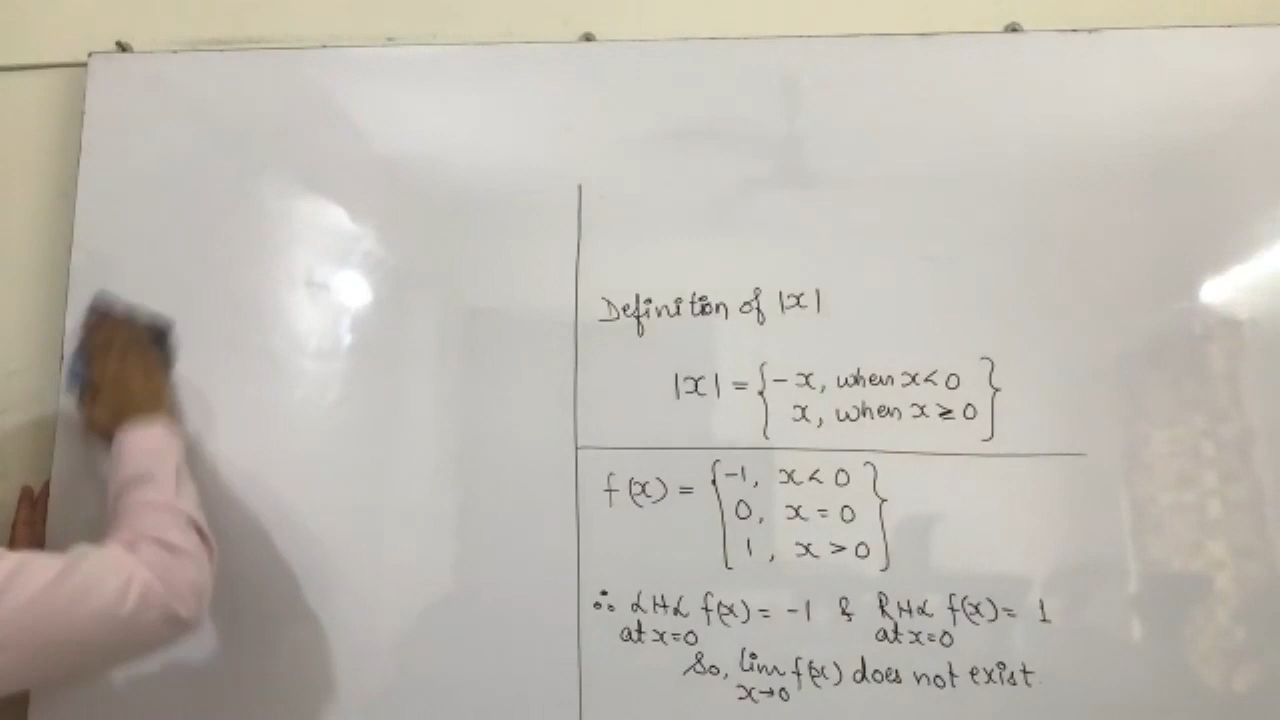 Definition of |x|
|x| = { -x, when x < 0
x, when x ≥ 0 }
f(x) = { -1, x < 0
0, x = 0
1, x > 0 }
∴ LHL f(x) = -1 & RHL f(x) = 1
at x=0 at x=0
So, lim f(x) does not exist.
x→0